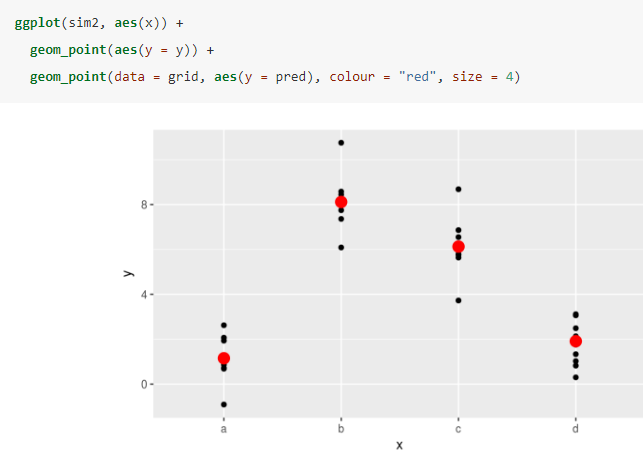 ggplot(sim2, aes(x)) +
  geom_point(aes(y = y)) +
  geom_point(data = grid, aes(y = pred), colour = "red", size = 4)
8
y
4
0
a b c d
x